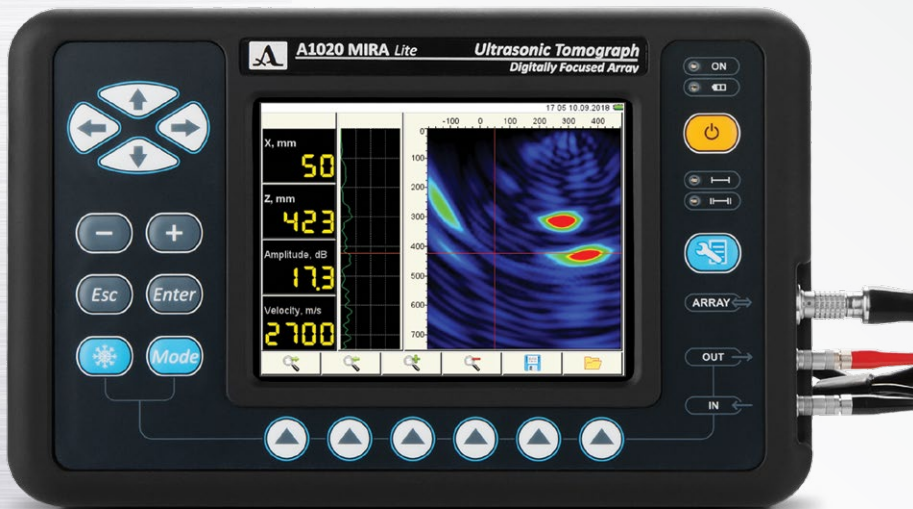 A1020 MIRA Lite
Ultrasonic Tomograph
Digitally Focused Array
17 05 10.09.2018
X, mm
50
Z, mm
423
Amplitude, dB
17,3
Velocity, m/s
2700
-100 0 100 200 300 400
0
100
200
300
400
500
600
700
Esc
Enter
Mode
ON
ARRAY
OUT
IN